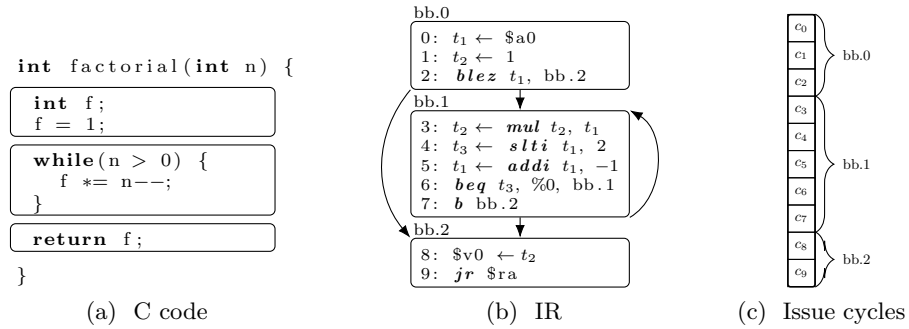 int factorial(int n) {
int f;
f = 1;
while(n > 0) {
f *= n--;
}
return f;
}
(a) C code
bb.0
0: t₁ ← $a0
1: t₂ ← 1
2: blez t₁, bb.2
bb.1
3: t₂ ← mul t₂, t₁
4: t₃ ← slti t₁, 2
5: t₁ ← addi t₁, −1
6: beq t₃, %0, bb.1
7: b bb.2
bb.2
8: $v0 ← t₂
9: jr $ra
(b) IR
c₀
c₁
c₂
c₃
c₄
c₅
c₆
c₇
c₈
c₉
bb.0
bb.1
bb.2
(c) Issue cycles